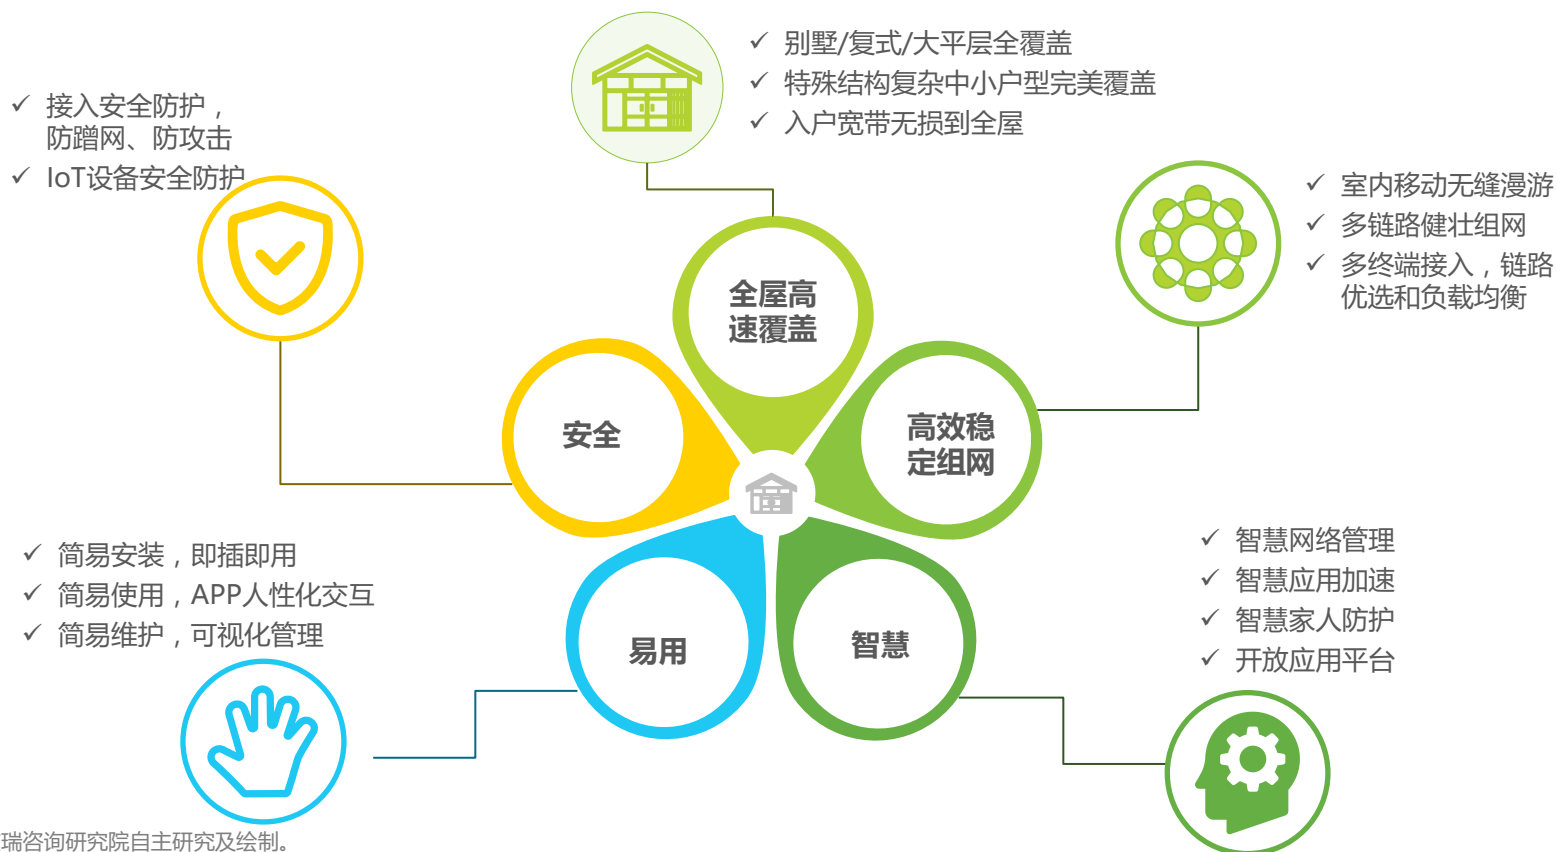 别墅/复式/大平层全覆盖
特殊结构复杂中小户型完美覆盖
入户宽带无损到全屋
接入安全防护，
防蹭网、防攻击
IoT设备安全防护
室内移动无缝漫游
多链路健壮组网
多终端接入，链路
优选和负载均衡
全屋高
速覆盖
安全
高效稳
定组网
易用
智慧
简易安装，即插即用
简易使用，APP人性化交互
简易维护，可视化管理
智慧网络管理
智慧应用加速
智慧家人防护
开放应用平台
瑞咨询研究院自主研究及绘制。